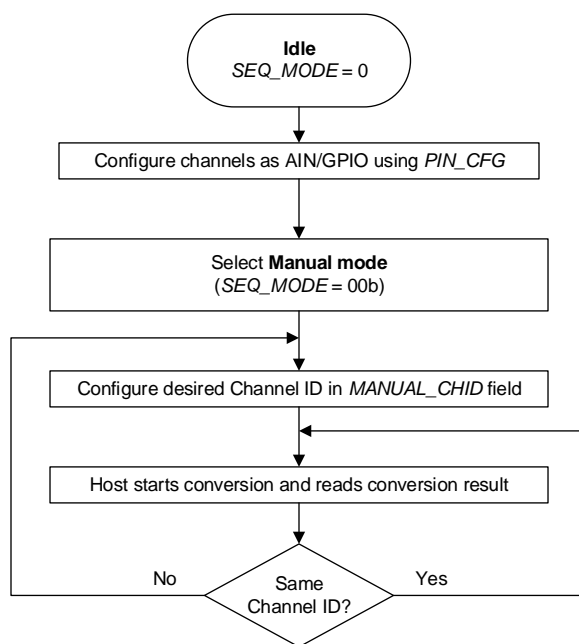 Idle
SEQ_MODE = 0
Configure channels as AIN/GPIO using PIN_CFG
Select Manual mode
(SEQ_MODE = 00b)
Configure desired Channel ID in MANUAL_CHID field
Host starts conversion and reads conversion result
No
Same
Channel ID?
Yes